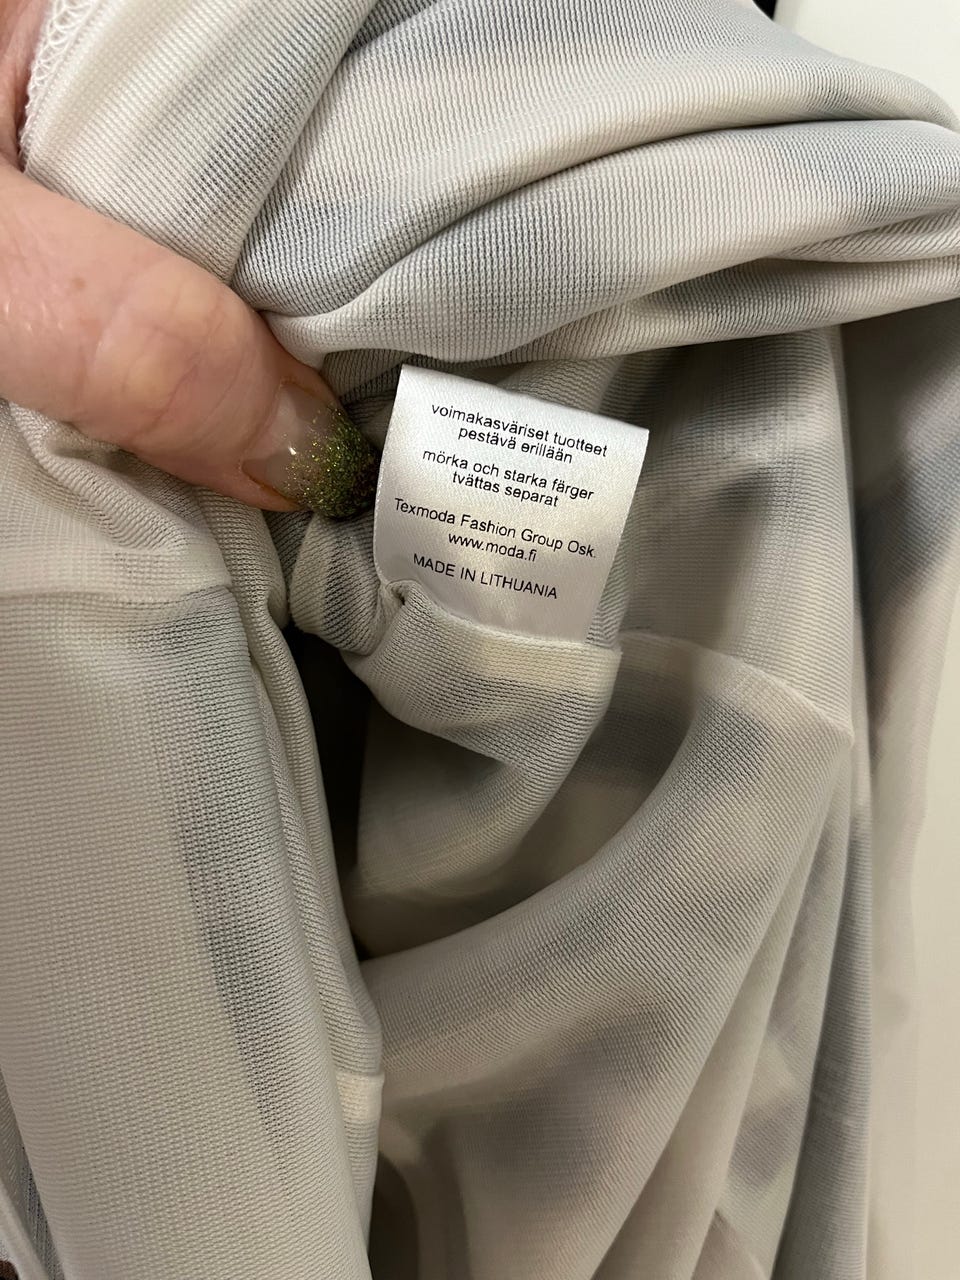 voimakasväriset tuotteet
pestävä erillään
mörka och starka färger
tvättas separat
Texmoda Fashion Group Osk.
www.moda.fi
MADE IN LITHUANIA